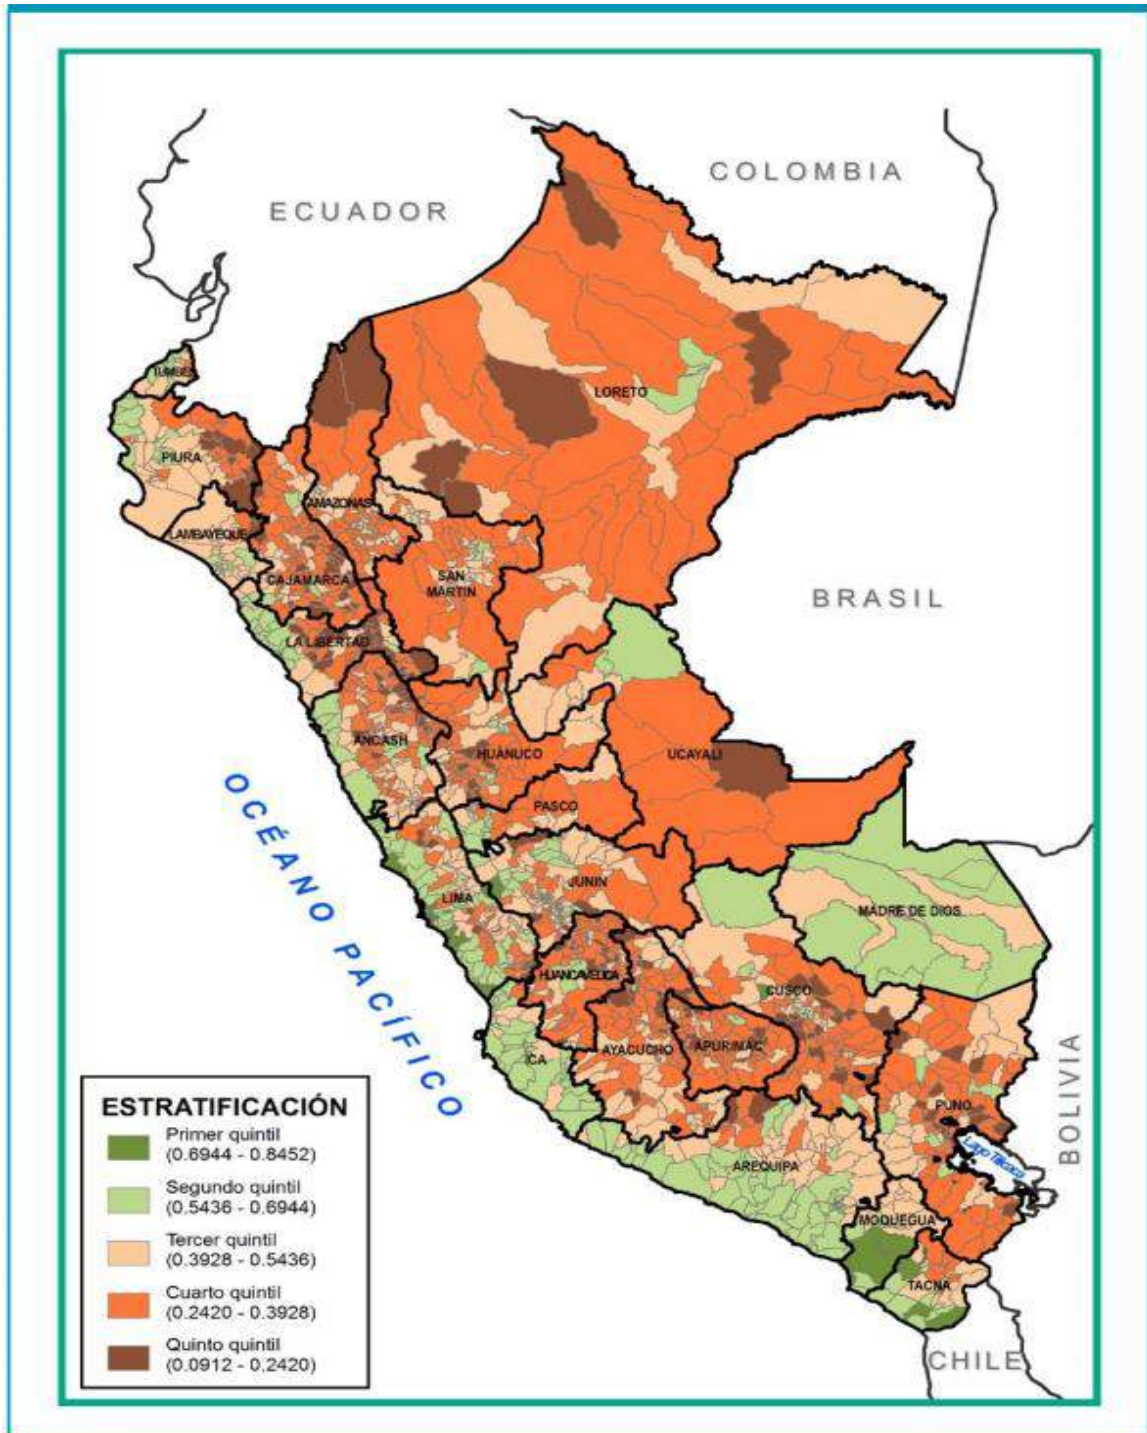 COLOMBIA
ECUADOR
TUMBES
LORETO
PIURA
AMAZONAS
LAMBAYEQUE
CAJAMARCA
SAN
MARTIN
BRASIL
LA LIBERTAD
ANCASH
HUÁNUCO
UCAYALI
PASCO
OCÉANO PACÍFICO
JUNIN
LIMA
MADRE DE DIOS
HUANCAVELICA
CUSCO
AYACUCHO
APURIMAC
ICA
BOLIVIA
PUNO
Lago Titicaca
AREQUIPA
MOQUEGUA
TACNA
CHILE
ESTRATIFICACIÓN
Primer quintil
(0.6944 - 0.8452)
Segundo quintil
(0.5436 - 0.6944)
Tercer quintil
(0.3928 - 0.5436)
Cuarto quintil
(0.2420 - 0.3928)
Quinto quintil
(0.0912 - 0.2420)